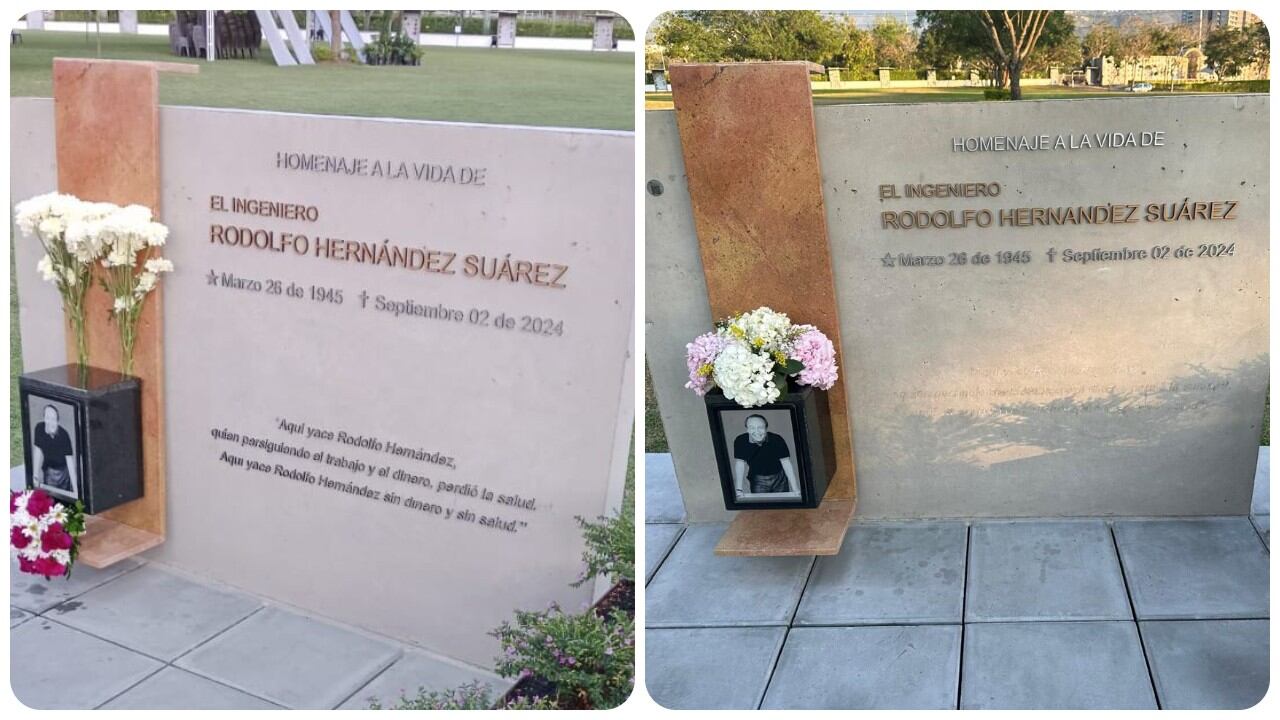 HOMENAJE A LA VIDA DE
EL INGENIERO
RODOLFO HERNÁNDEZ SUÁREZ
☆ Marzo 26 de 1945 † Septiembre 02 de 2024
"Aquí yace Rodolfo Hernández,
quien persiguiendo el trabajo y el dinero, perdió la salud.
Aquí yace Rodolfo Hernández sin dinero y sin salud."
HOMENAJE A LA VIDA DE
EL INGENIERO
RODOLFO HERNANDEZ SUÁREZ
☆ Marzo 26 de 1945 † Septiembre 02 de 2024